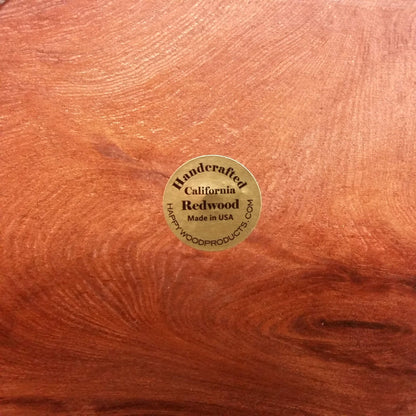 Handcrafted
California
Redwood
Made in USA
HAPPYWOODPRODUCTS.COM